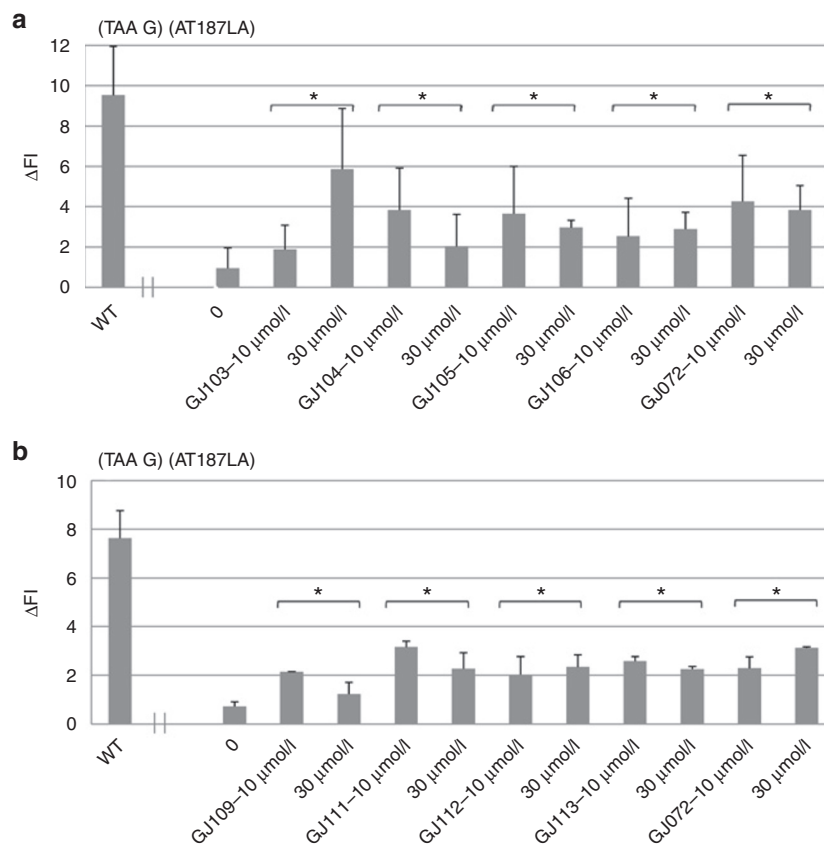 a
(TAA G) (AT187LA)
12
10
8
6
4
2
0
ΔFI
* * * * *
WT
0
GJ103–10 μmol/l
30 μmol/l
GJ104–10 μmol/l
30 μmol/l
GJ105–10 μmol/l
30 μmol/l
GJ106–10 μmol/l
30 μmol/l
GJ072–10 μmol/l
30 μmol/l
b
(TAA G) (AT187LA)
10
8
6
4
2
0
ΔFI
* * * * *
WT
0
GJ109–10 μmol/l
30 μmol/l
GJ111–10 μmol/l
30 μmol/l
GJ112–10 μmol/l
30 μmol/l
GJ113–10 μmol/l
30 μmol/l
GJ072–10 μmol/l
30 μmol/l